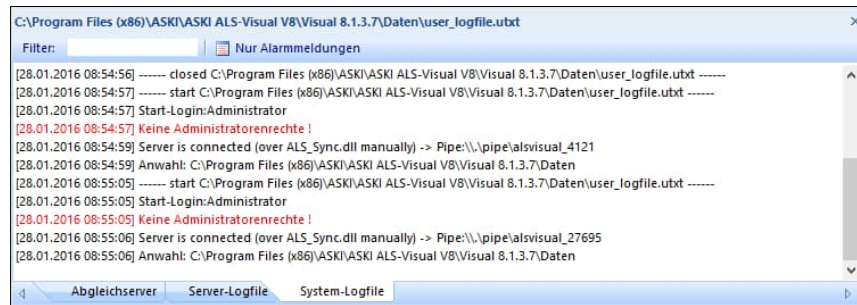 C:\Program Files (x86)\ASKI\ASKI ALS-Visual V8\Visual 8.1.3.7\Daten\user_logfile.utxt
Filter: Nur Alarmmeldungen
[28.01.2016 08:54:56] ------ closed C:\Program Files (x86)\ASKI\ASKI ALS-Visual V8\Visual 8.1.3.7\Daten\user_logfile.utxt ------
[28.01.2016 08:54:57] ------ start C:\Program Files (x86)\ASKI\ASKI ALS-Visual V8\Visual 8.1.3.7\Daten\user_logfile.utxt ------
[28.01.2016 08:54:57] Start-Login:Administrator
[28.01.2016 08:54:57] Keine Administratorenrechte !
[28.01.2016 08:54:59] Server is connected (over ALS_Sync.dll manually) -> Pipe:\\.\pipe\alsvisual_4121
[28.01.2016 08:54:59] Anwahl: C:\Program Files (x86)\ASKI\ASKI ALS-Visual V8\Visual 8.1.3.7\Daten
[28.01.2016 08:55:05] ------ start C:\Program Files (x86)\ASKI\ASKI ALS-Visual V8\Visual 8.1.3.7\Daten\user_logfile.utxt ------
[28.01.2016 08:55:05] Start-Login:Administrator
[28.01.2016 08:55:05] Keine Administratorenrechte !
[28.01.2016 08:55:06] Server is connected (over ALS_Sync.dll manually) -> Pipe:\\.\pipe\alsvisual_27695
[28.01.2016 08:55:06] Anwahl: C:\Program Files (x86)\ASKI\ASKI ALS-Visual V8\Visual 8.1.3.7\Daten
Abgleichserver Server-Logfile System-Logfile